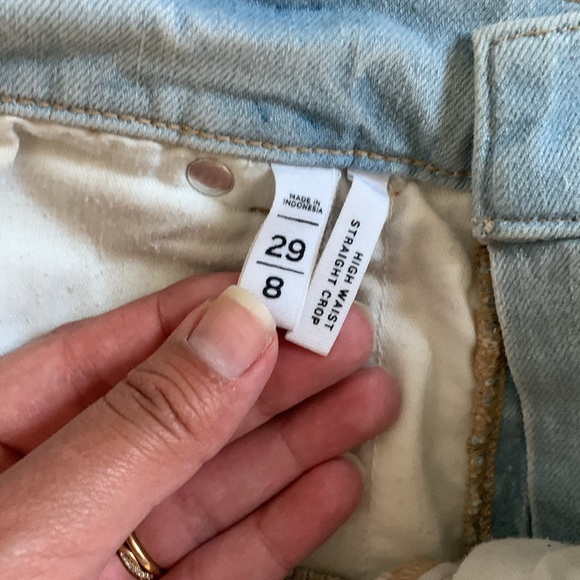 MADE IN
INDONESIA
29
8
HIGH WAIST
STRAIGHT CROP